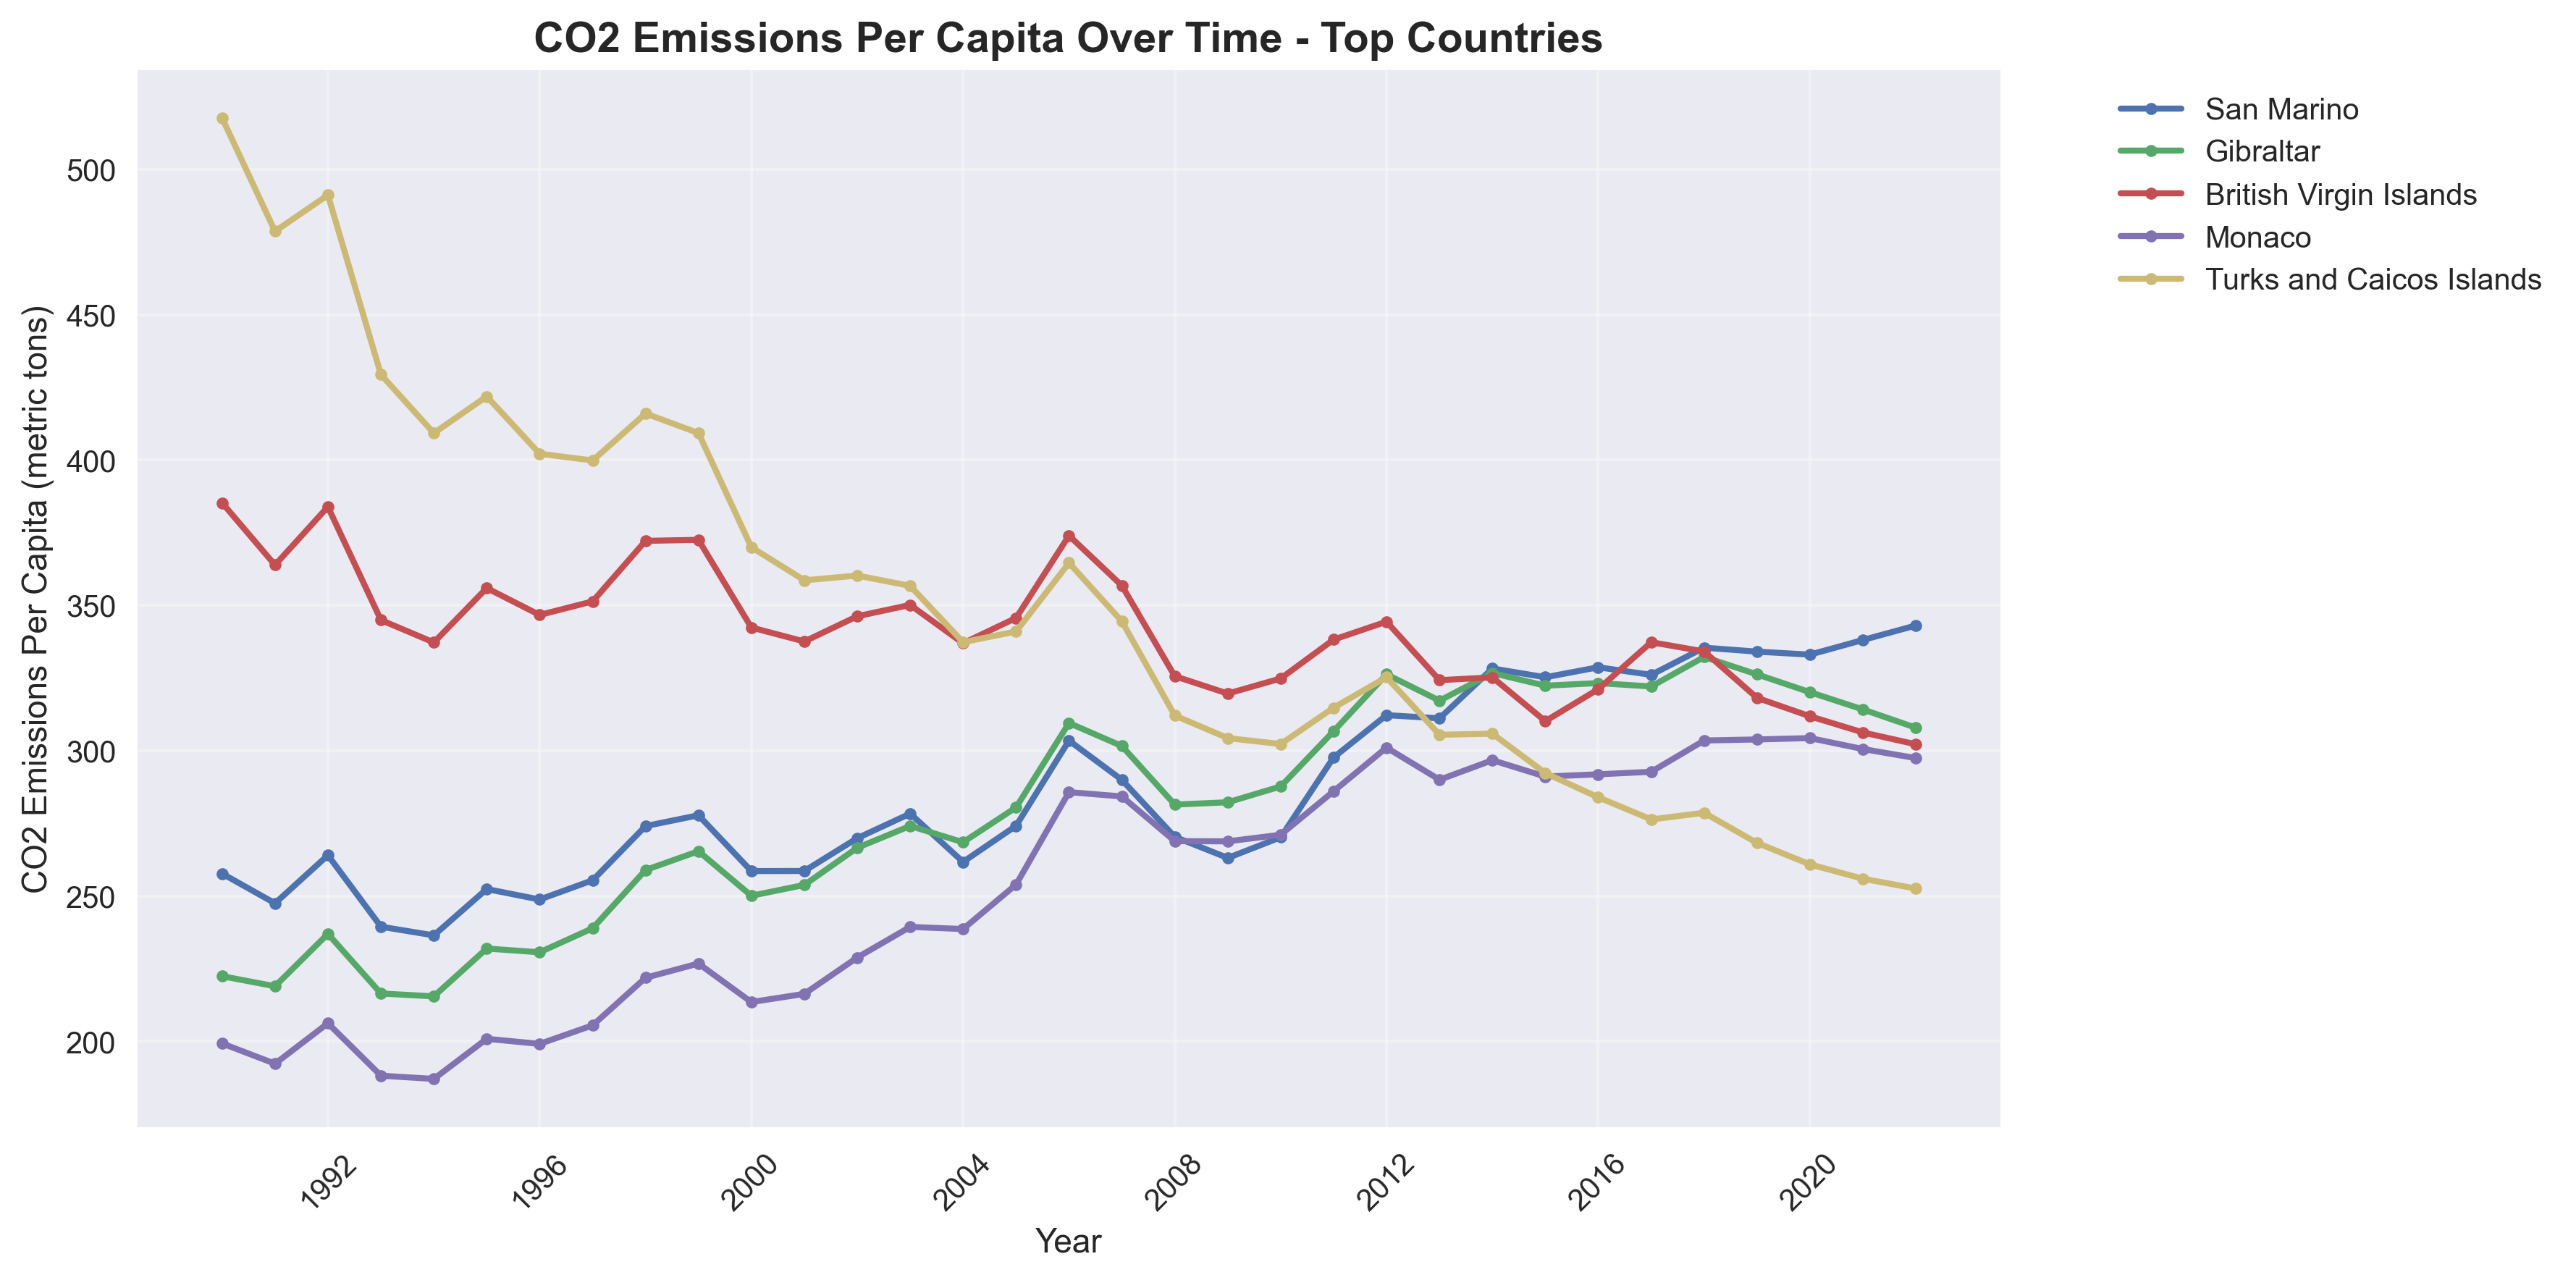 CO2 Emissions Per Capita Over Time - Top Countries
San Marino
Gibraltar
British Virgin Islands
Monaco
Turks and Caicos Islands
CO2 Emissions Per Capita (metric tons)
500
450
400
350
300
250
200
1992
1996
2000
2004
2008
2012
2016
2020
Year